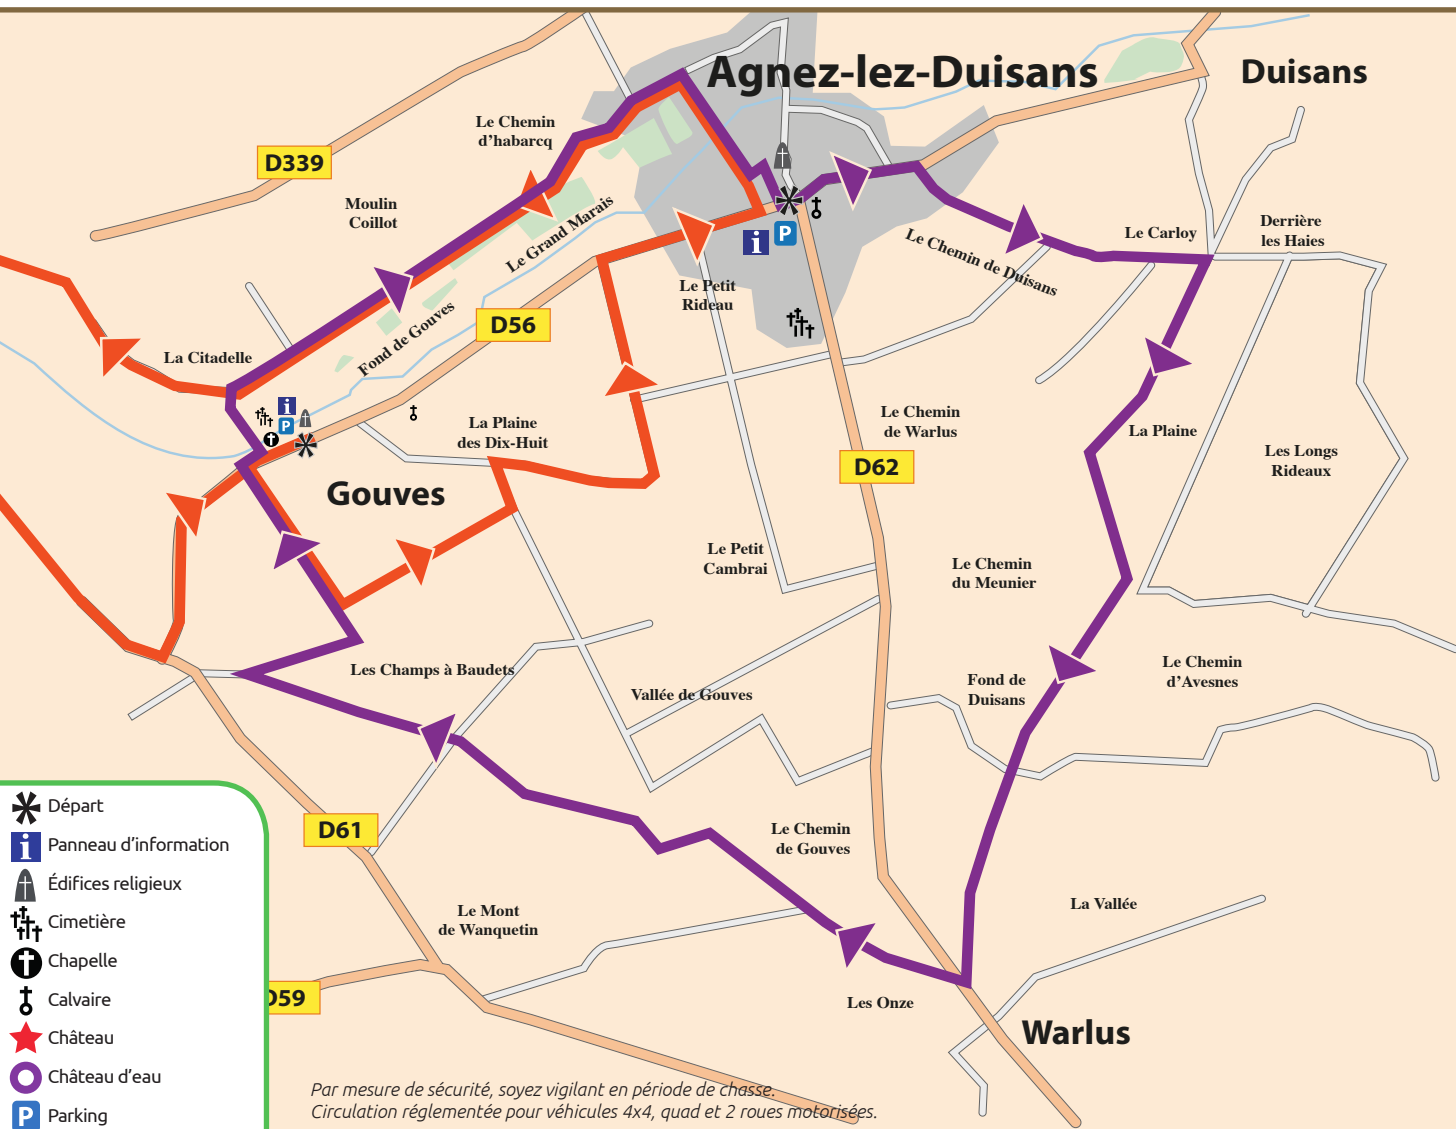 Agnez-lez-Duisans
Duisans
Le Chemin
d'habarcq
D339
Moulin
Coillot
Le Grand Marais
Le Carloy
Derrière
les Haies
Le Chemin de Duisans
P
i
Le Petit
Rideau
Fond de Gouves
D56
La Citadelle
i
P
La Plaine
des Dix-Huit
Le Chemin
de Warlus
La Plaine
Les Longs
Rideaux
D62
Gouves
Le Petit
Cambrai
Le Chemin
du Meunier
Les Champs à Baudets
Vallée de Gouves
Fond de
Duisans
Le Chemin
d'Avesnes
D61
Le Chemin
de Gouves
Le Mont
de Wanquetin
La Vallée
D59
Les Onze
Warlus
Départ
i Panneau d'information
Édifices religieux
Cimetière
Chapelle
Calvaire
Château
Château d'eau
P Parking
Par mesure de sécurité, soyez vigilant en période de chasse.
Circulation réglementée pour véhicules 4x4, quad et 2 roues motorisées.